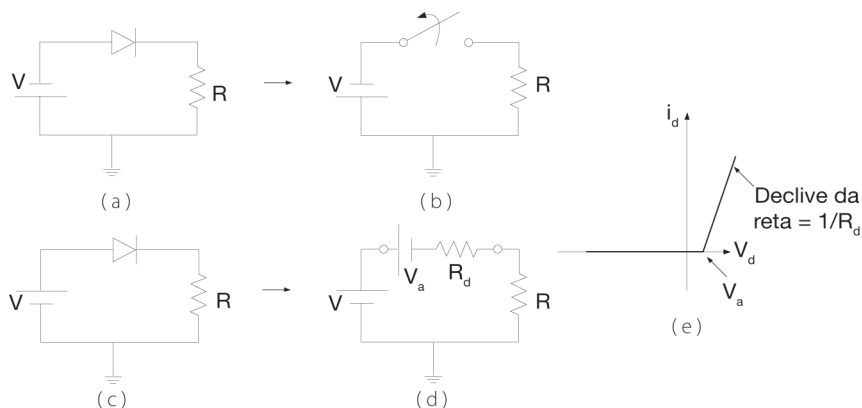 V
R
(a)
V
R
(b)
V
R
(c)
V
V_a
R_d
R
(d)
i_d
Declive da
reta = 1/R_d
V_d
V_a
(e)